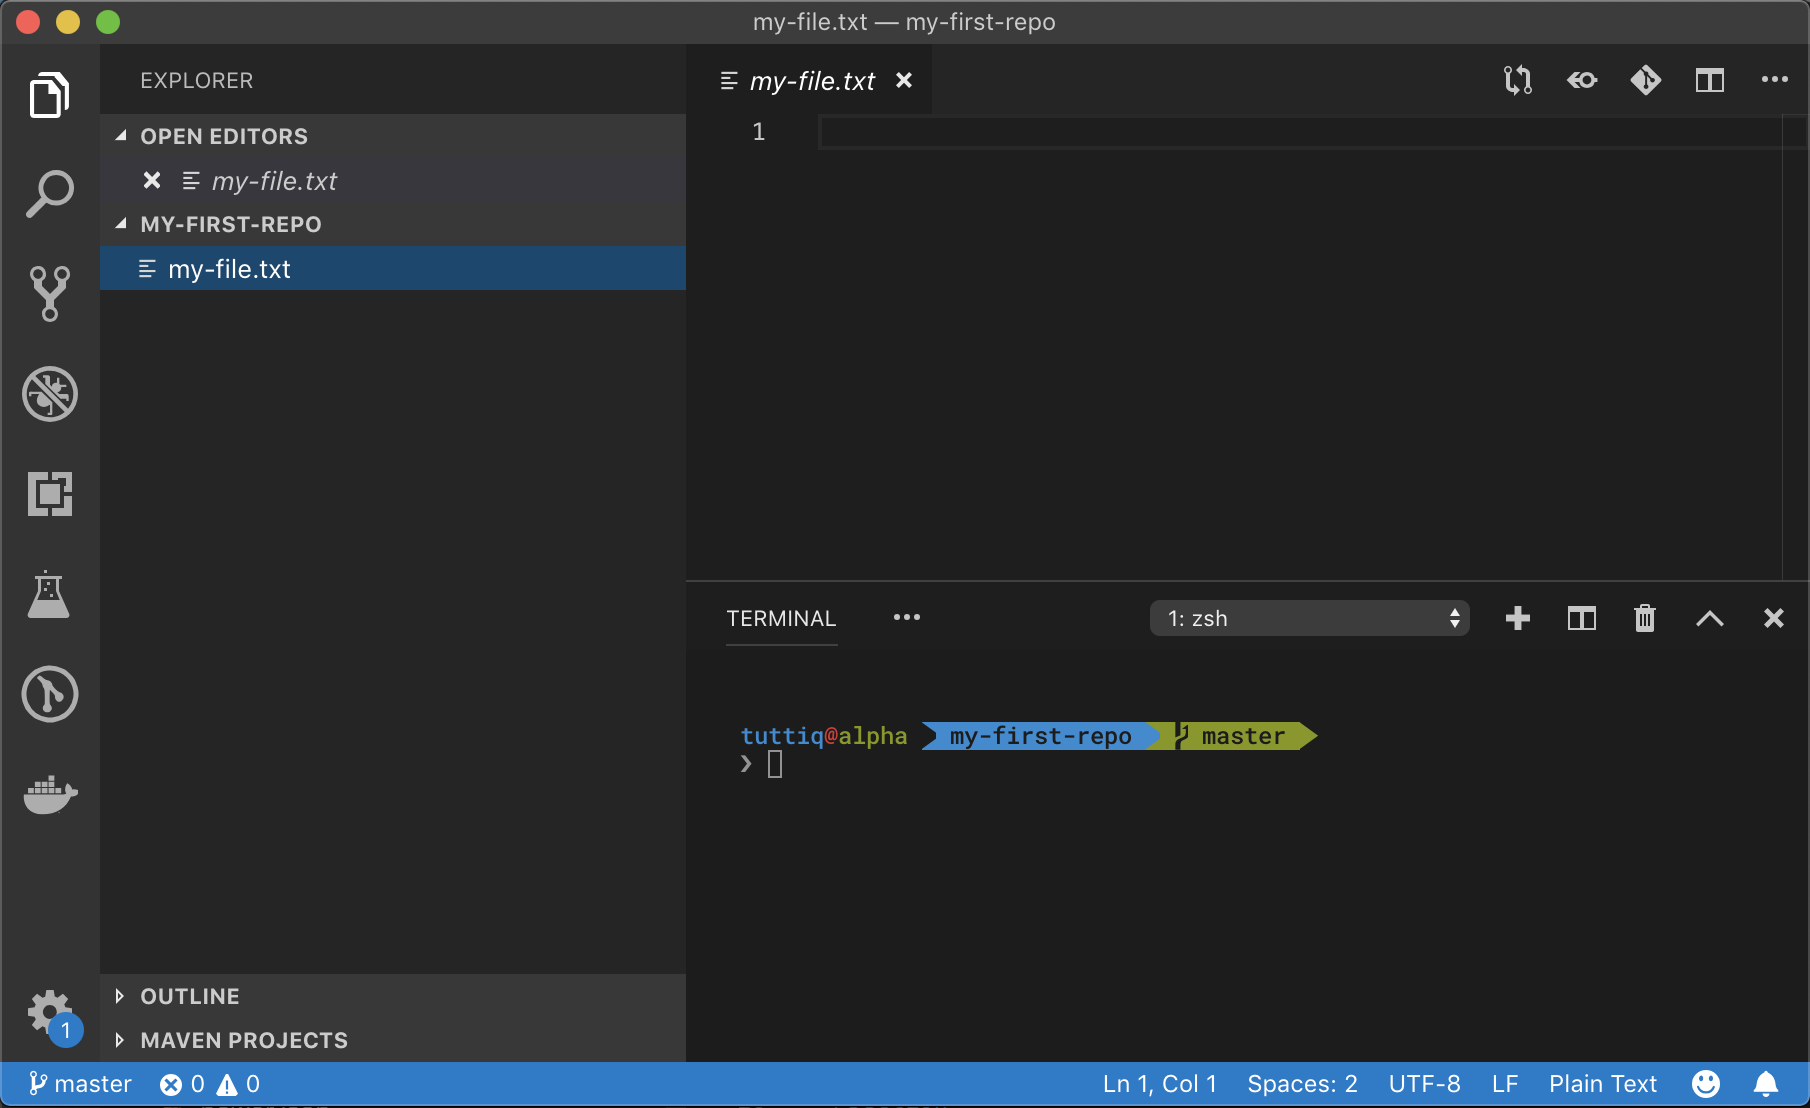 my-file.txt — my-first-repo
EXPLORER
OPEN EDITORS
my-file.txt
MY-FIRST-REPO
my-file.txt
OUTLINE
MAVEN PROJECTS
1
my-file.txt
1
TERMINAL
1: zsh
tuttiq@alpha my-first-repo master
❯
master 0 0
Ln 1, Col 1 Spaces: 2 UTF-8 LF Plain Text